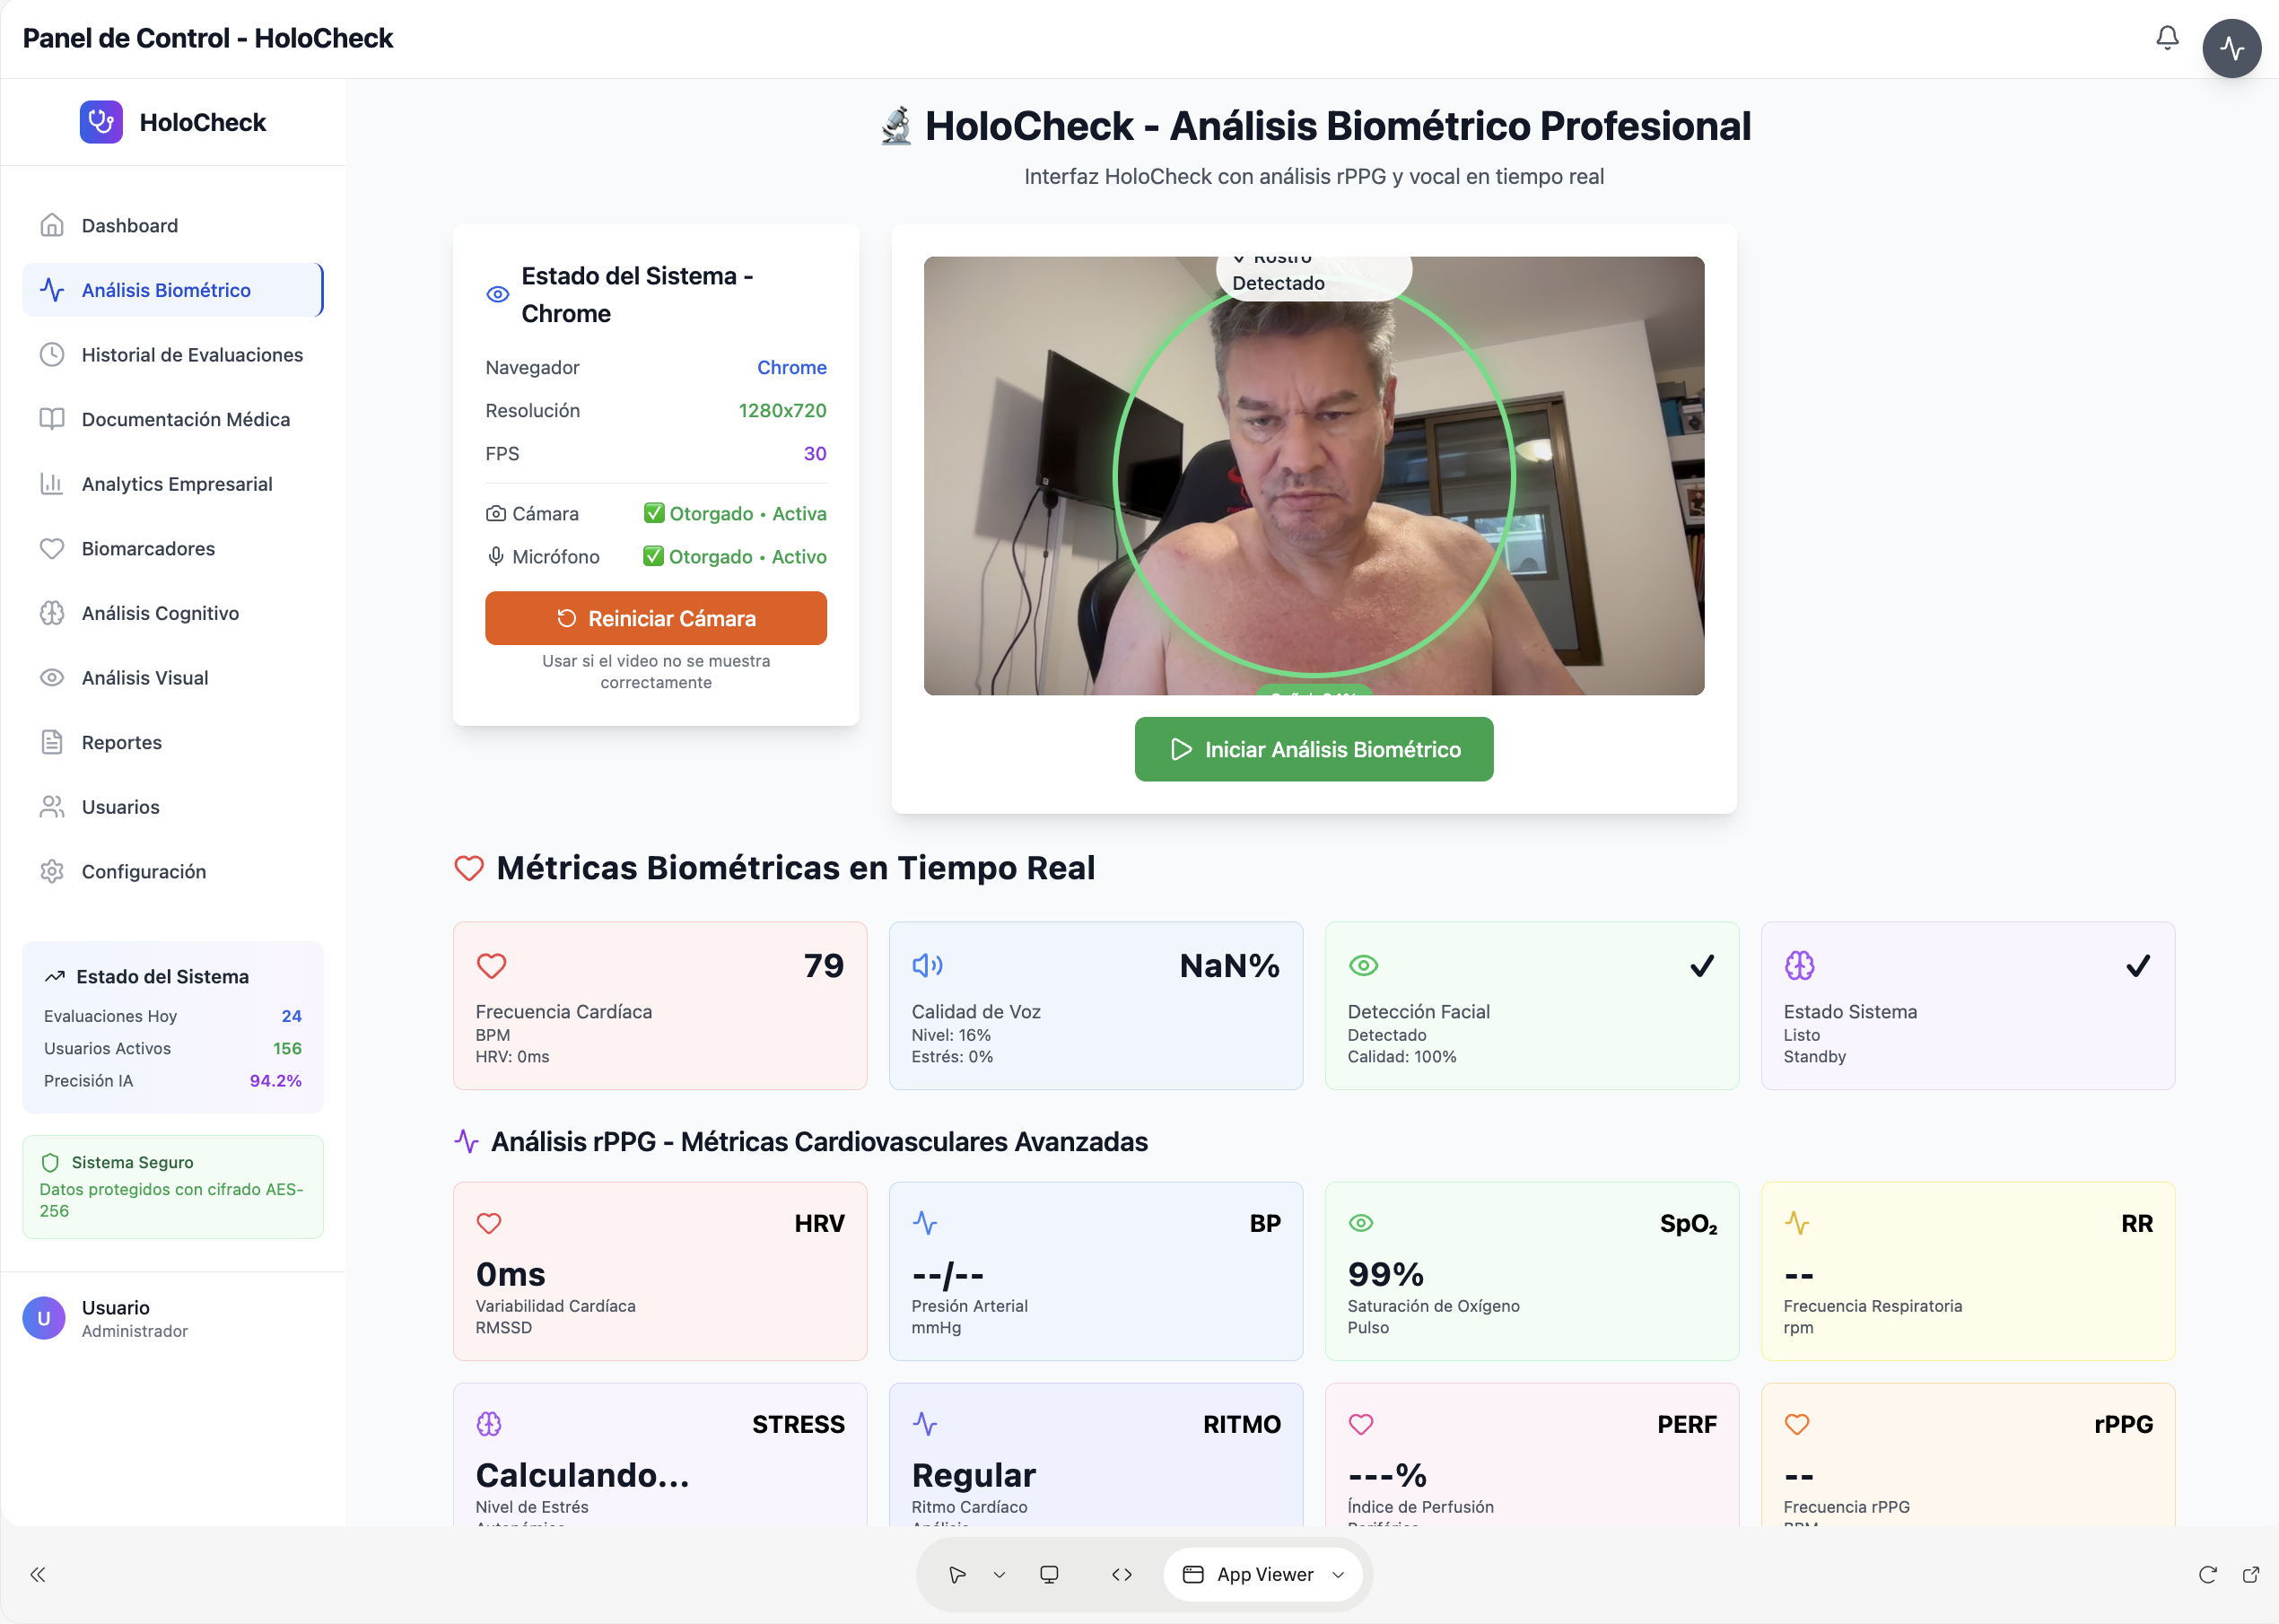 Panel de Control - HoloCheck
HoloCheck
Dashboard
Análisis Biométrico
Historial de Evaluaciones
Documentación Médica
Analytics Empresarial
Biomarcadores
Análisis Cognitivo
Análisis Visual
Reportes
Usuarios
Configuración
Estado del Sistema
Evaluaciones Hoy 24
Usuarios Activos 156
Precisión IA 94.2%
Sistema Seguro
Datos protegidos con cifrado AES-
256
U
Usuario
Administrador
HoloCheck - Análisis Biométrico Profesional
Interfaz HoloCheck con análisis rPPG y vocal en tiempo real
Estado del Sistema -
Chrome
Navegador Chrome
Resolución 1280x720
FPS 30
Cámara ✅ Otorgado • Activa
Micrófono ✅ Otorgado • Activo
Reiniciar Cámara
Usar si el video no se muestra
correctamente
✓ Rostro
Detectado
Iniciar Análisis Biométrico
Métricas Biométricas en Tiempo Real
79
Frecuencia Cardíaca
BPM
HRV: 0ms
NaN%
Calidad de Voz
Nivel: 16%
Estrés: 0%
✓
Detección Facial
Detectado
Calidad: 100%
✓
Estado Sistema
Listo
Standby
Análisis rPPG - Métricas Cardiovasculares Avanzadas
HRV
0ms
Variabilidad Cardíaca
RMSSD
BP
--/--
Presión Arterial
mmHg
SpO₂
99%
Saturación de Oxígeno
Pulso
RR
--
Frecuencia Respiratoria
rpm
STRESS
Calculando...
Nivel de Estrés
RITMO
Regular
Ritmo Cardíaco
PERF
---%
Índice de Perfusión
rPPG
--
Frecuencia rPPG
App Viewer